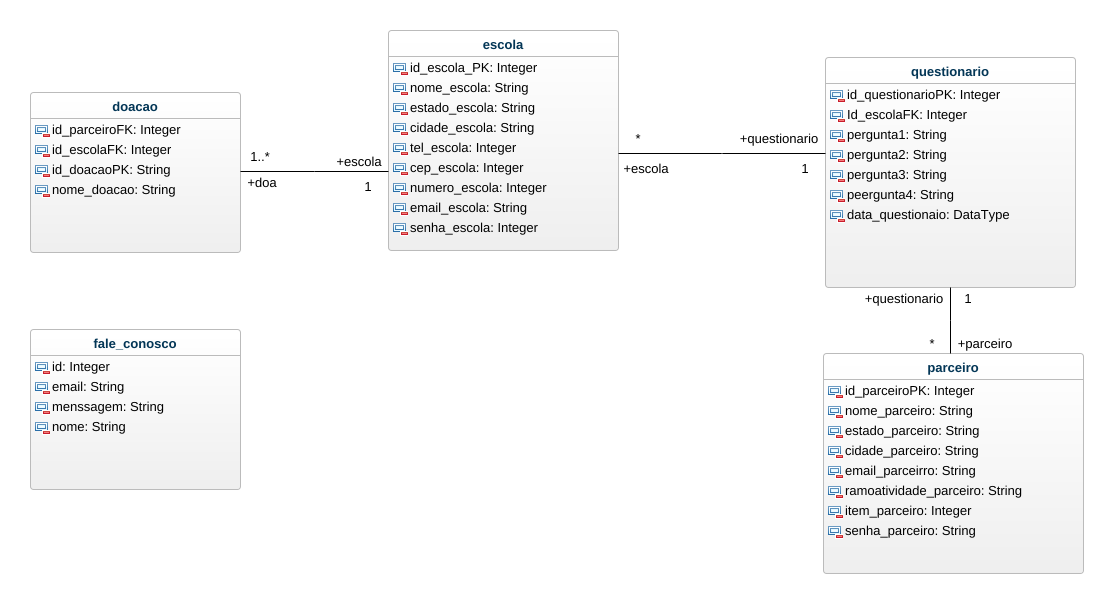 escola
id_escola_PK: Integer
nome_escola: String
estado_escola: String
cidade_escola: String
tel_escola: Integer
cep_escola: Integer
numero_escola: Integer
email_escola: String
senha_escola: Integer
questionario
id_questionarioPK: Integer
Id_escolaFK: Integer
pergunta1: String
pergunta2: String
pergunta3: String
peergunta4: String
data_questionaio: DataType
doacao
id_parceiroFK: Integer
id_escolaFK: Integer
id_doacaoPK: String
nome_doacao: String
1..*
+doa
+escola
1
*
+escola
+questionario
1
+questionario
1
*
+parceiro
fale_conosco
id: Integer
email: String
menssagem: String
nome: String
parceiro
id_parceiroPK: Integer
nome_parceiro: String
estado_parceiro: String
cidade_parceiro: String
email_parceirro: String
ramoatividade_parceiro: String
item_parceiro: Integer
senha_parceiro: String